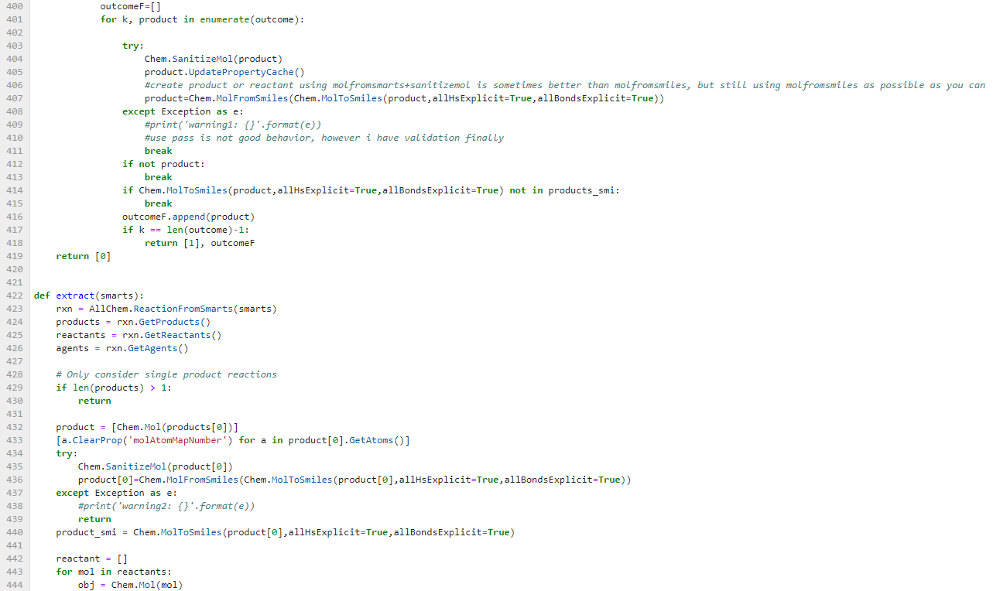 400             outcomeF=[]
401             for k, product in enumerate(outcome):
402
403                 try:
404                     Chem.SanitizeMol(product)
405                     product.UpdatePropertyCache()
406                     #create product or reactant using molfromsmarts+sanitizemol is sometimes better than molfromsmiles, but still using molfromsmiles as possible as you can
407                     product=Chem.MolFromSmiles(Chem.MolToSmiles(product,allHsExplicit=True,allBondsExplicit=True))
408                 except Exception as e:
409                     #print('warning1: {}'.format(e))
410                     #use pass is not good behavior, however i have validation finally
411                     break
412                 if not product:
413                     break
414                 if Chem.MolToSmiles(product,allHsExplicit=True,allBondsExplicit=True) not in products_smi:
415                     break
416                 outcomeF.append(product)
417                 if k == len(outcome)-1:
418                     return [1], outcomeF
419     return [0]
420
421
422 def extract(smarts):
423     rxn = AllChem.ReactionFromSmarts(smarts)
424     products = rxn.GetProducts()
425     reactants = rxn.GetReactants()
426     agents = rxn.GetAgents()
427
428     # Only consider single product reactions
429     if len(products) > 1:
430         return
431
432     product = [Chem.Mol(products[0])]
433     [a.ClearProp('molAtomMapNumber') for a in product[0].GetAtoms()]
434     try:
435         Chem.SanitizeMol(product[0])
436         product[0]=Chem.MolFromSmiles(Chem.MolToSmiles(product[0],allHsExplicit=True,allBondsExplicit=True))
437     except Exception as e:
438         #print('warning2: {}'.format(e))
439         return
440     product_smi = Chem.MolToSmiles(product[0],allHsExplicit=True,allBondsExplicit=True)
441
442     reactant = []
443     for mol in reactants:
444         obj = Chem.Mol(mol)